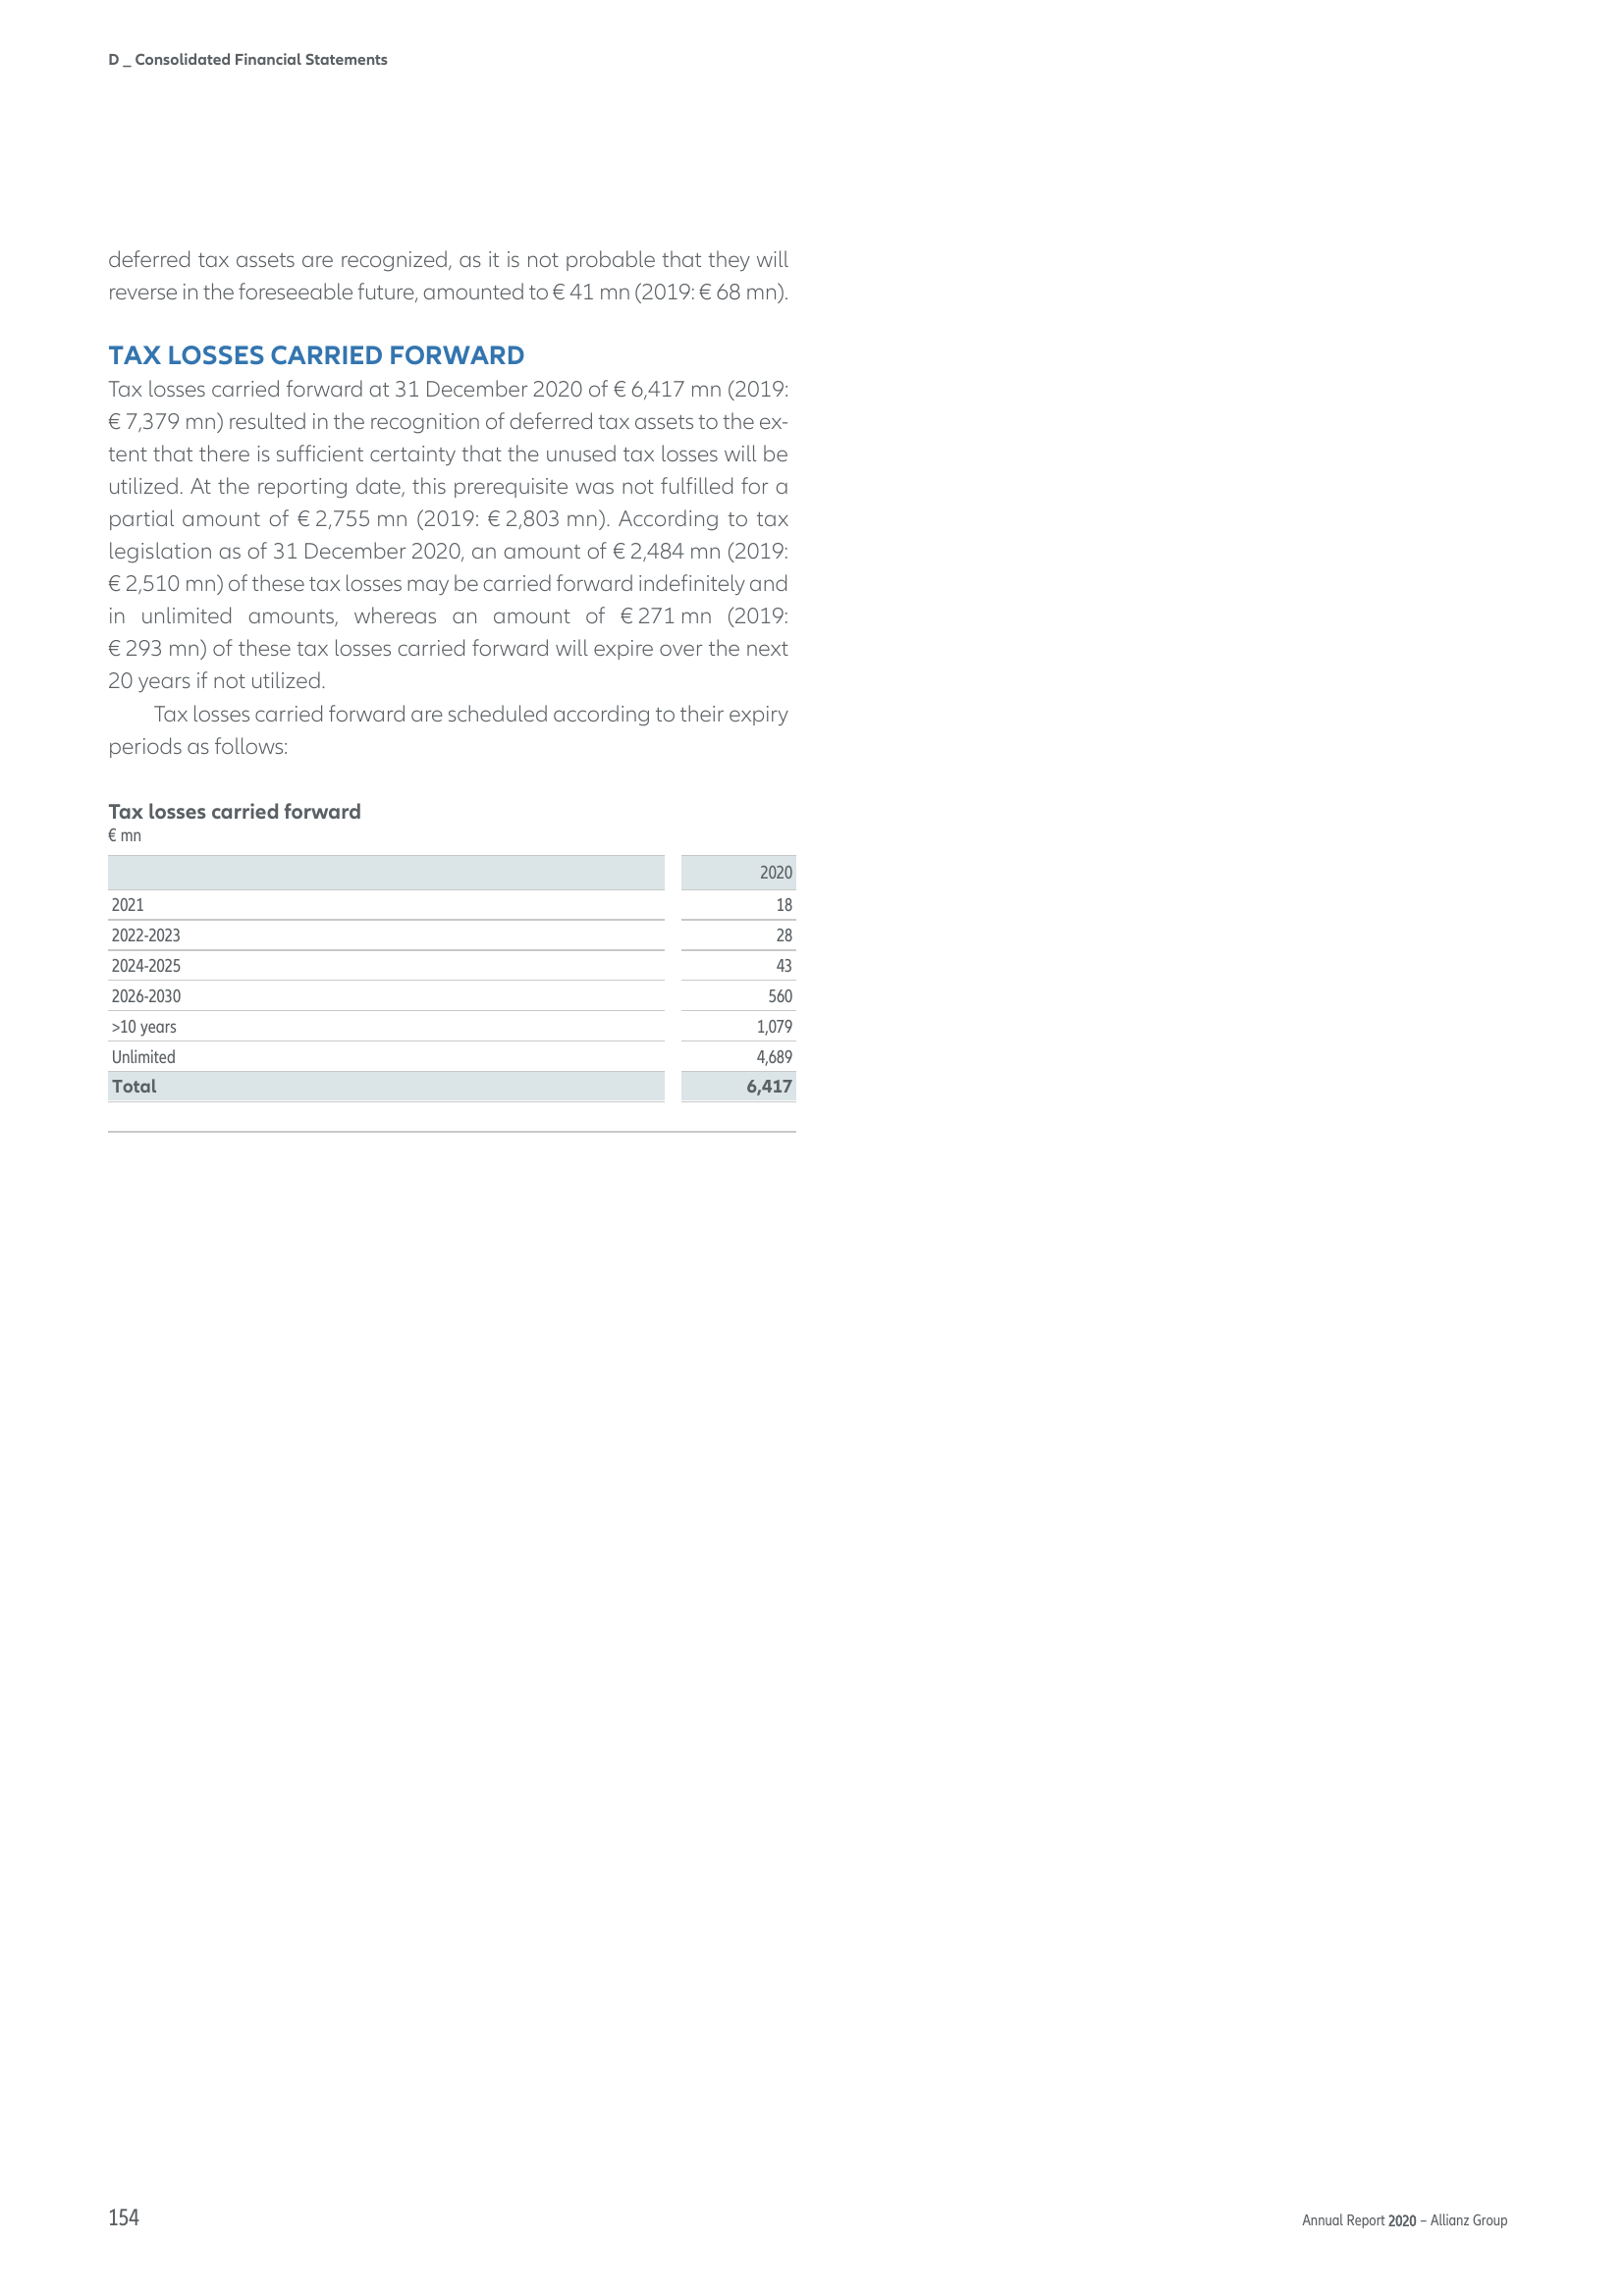 D _ Consolidated Financial Statements
deferred tax assets are recognized, as it is not probable that they will
reverse in the foreseeable future, amounted to € 41 mn (2019: € 68 mn).
TAX LOSSES CARRIED FORWARD
Tax losses carried forward at 31 December 2020 of € 6,417 mn (2019:
€ 7,379 mn) resulted in the recognition of deferred tax assets to the ex-
tent that there is sufficient certainty that the unused tax losses will be
utilized. At the reporting date, this prerequisite was not fulfilled for a
partial amount of € 2,755 mn (2019: € 2,803 mn). According to tax
legislation as of 31 December 2020, an amount of € 2,484 mn (2019:
€ 2,510 mn) of these tax losses may be carried forward indefinitely and
in unlimited amounts, whereas an amount of € 271 mn (2019:
€ 293 mn) of these tax losses carried forward will expire over the next
20 years if not utilized.
Tax losses carried forward are scheduled according to their expiry
periods as follows:
Tax losses carried forward
€ mn
2020
2021 18
2022-2023 28
2024-2025 43
2026-2030 560
>10 years 1,079
Unlimited 4,689
Total 6,417
154
Annual Report 2020 – Allianz Group